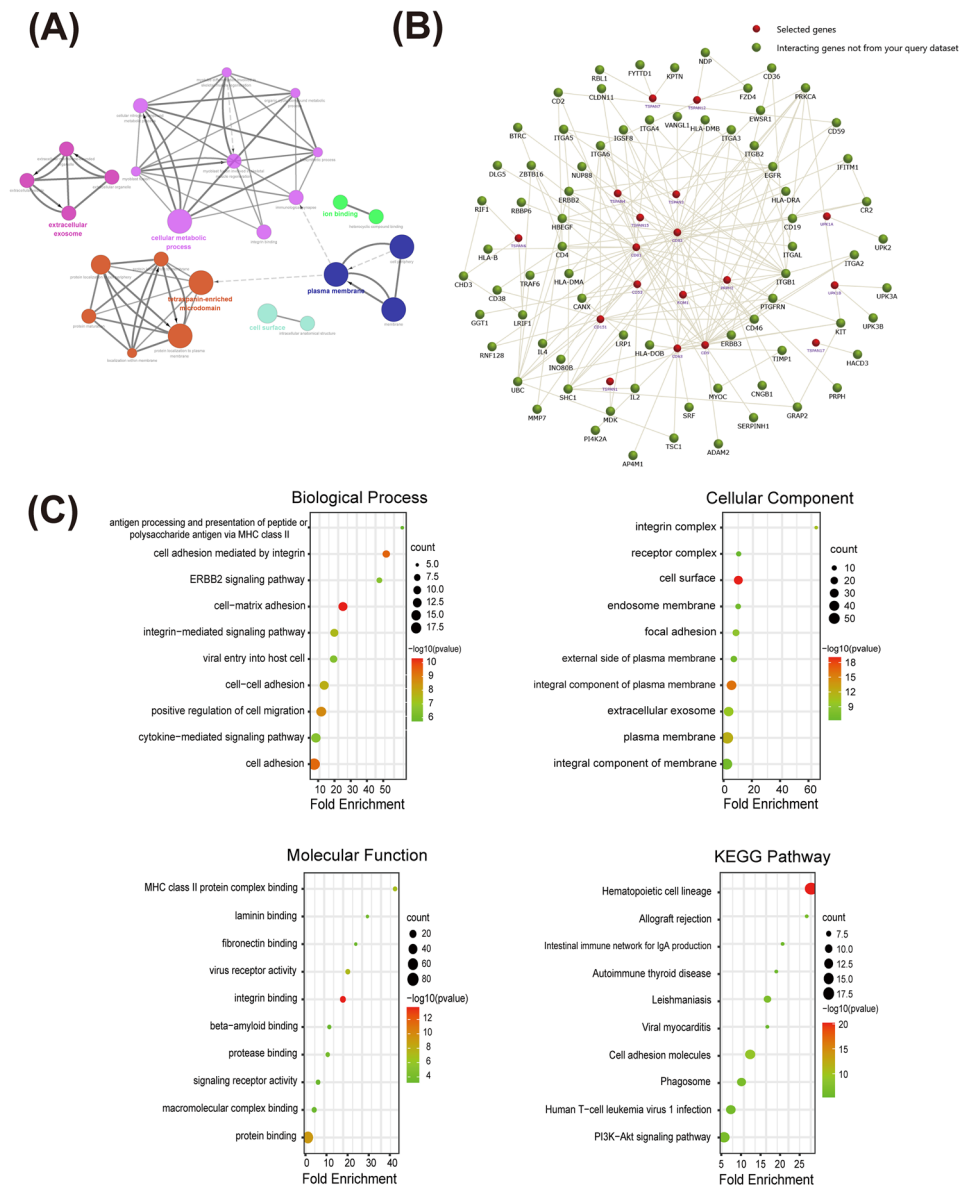 (A)
extracellular
exosome
cellular metabolic
process
integrin binding
ion binding
heterocyclic compound binding
plasma membrane
membrane
tetraspanin-enriched
microdomain
protein localization to plasma
membrane
cell surface
intracellular anatomical structure
(B)
Selected genes
Interacting genes not from your query dataset
NDP
FYTTD1
KPTN
RBL1
CD36
CLDN11
FZD4
PRKCA
CD2
EWSR1
VANGL1
HLA-DMB
ITGA4
ITGA3
CD59
BTRC
ITGA5
IGSF8
ITGB2
ITGA6
IFITM1
DLG5
ZBTB16
NUP88
EGFR
ERBB2
HLA-DRA
RIF1
RBBP6
CR2
HBEGF
CD19
UPK1A
UPK2
CD4
ITGAL
HLA-B
ITGA2
TRAF6
HLA-DMA
ITGB1
CHD3
CD38
CANX
PTGFRN
UPK1B
UPK3A
GGT1
LRIF1
CD46
KIT
UPK3B
CD151
RNF128
IL4
LRP1
HLA-DOB
ERBB3
TIMP1
HACD3
INO80B
UBC
SHC1
IL2
MYOC
CNGB1
PRPH
MMP7
MDK
SRF
SERPINH1
GRAP2
PI4K2A
TSC1
ADAM2
AP4M1
(C)
Biological Process
antigen processing and presentation of peptide or
polysaccharide antigen via MHC class II
cell adhesion mediated by integrin
ERBB2 signaling pathway
cell-matrix adhesion
integrin-mediated signaling pathway
viral entry into host cell
cell-cell adhesion
positive regulation of cell migration
cytokine-mediated signaling pathway
cell adhesion
10 20 30 40 50
Fold Enrichment
count
5.0
7.5
10.0
12.5
15.0
17.5
−log10(pvalue)
10
9
8
7
6
Cellular Component
integrin complex
receptor complex
cell surface
endosome membrane
focal adhesion
external side of plasma membrane
integral component of plasma membrane
extracellular exosome
plasma membrane
integral component of membrane
0 20 40 60
Fold Enrichment
count
10
20
30
40
50
−log10(pvalue)
18
15
12
9
Molecular Function
MHC class II protein complex binding
laminin binding
fibronectin binding
virus receptor activity
integrin binding
beta-amyloid binding
protease binding
signaling receptor activity
macromolecular complex binding
protein binding
0 10 20 30 40
Fold Enrichment
count
20
40
60
80
−log10(pvalue)
12
10
8
6
4
KEGG Pathway
Hematopoietic cell lineage
Allograft rejection
Intestinal immune network for IgA production
Autoimmune thyroid disease
Leishmaniasis
Viral myocarditis
Cell adhesion molecules
Phagosome
Human T-cell leukemia virus 1 infection
PI3K-Akt signaling pathway
5 10 15 20 25
Fold Enrichment
count
7.5
10.0
12.5
15.0
17.5
−log10(pvalue)
20
15
10